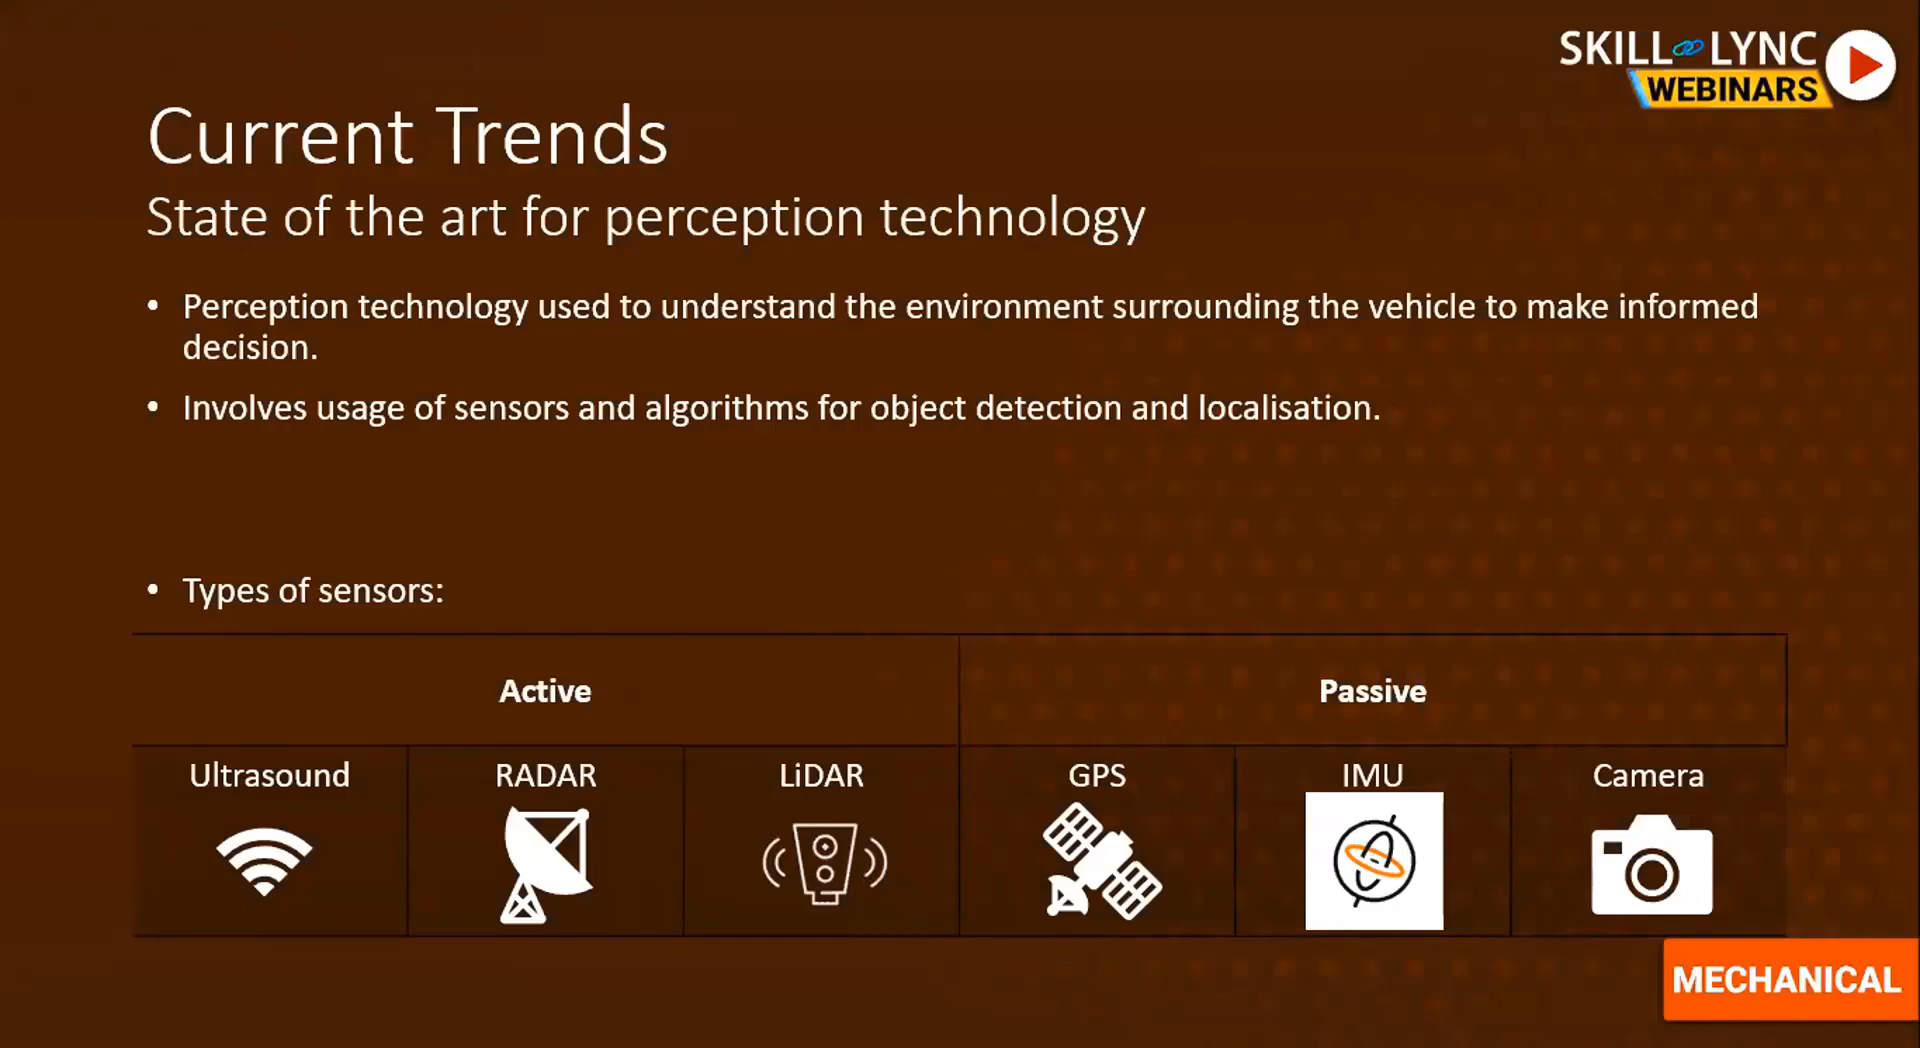 SKILL LYNC
WEBINARS
Current Trends
State of the art for perception technology
• Perception technology used to understand the environment surrounding the vehicle to make informed
decision.
• Involves usage of sensors and algorithms for object detection and localisation.
• Types of sensors:
Active Passive
Ultrasound RADAR LiDAR GPS IMU Camera
MECHANICAL